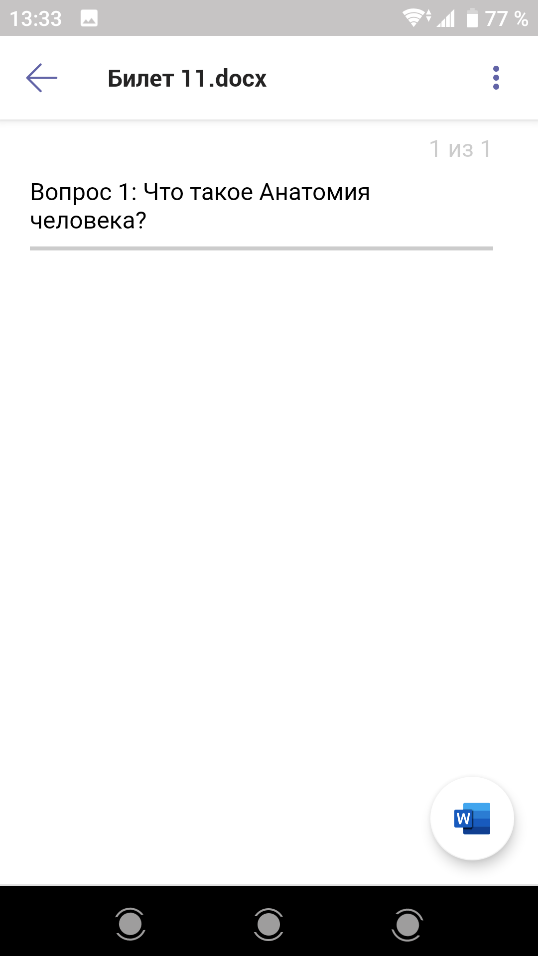 13:33
77 %
Билет 11.docx
1 из 1
Вопрос 1: Что такое Анатомия
человека?
W